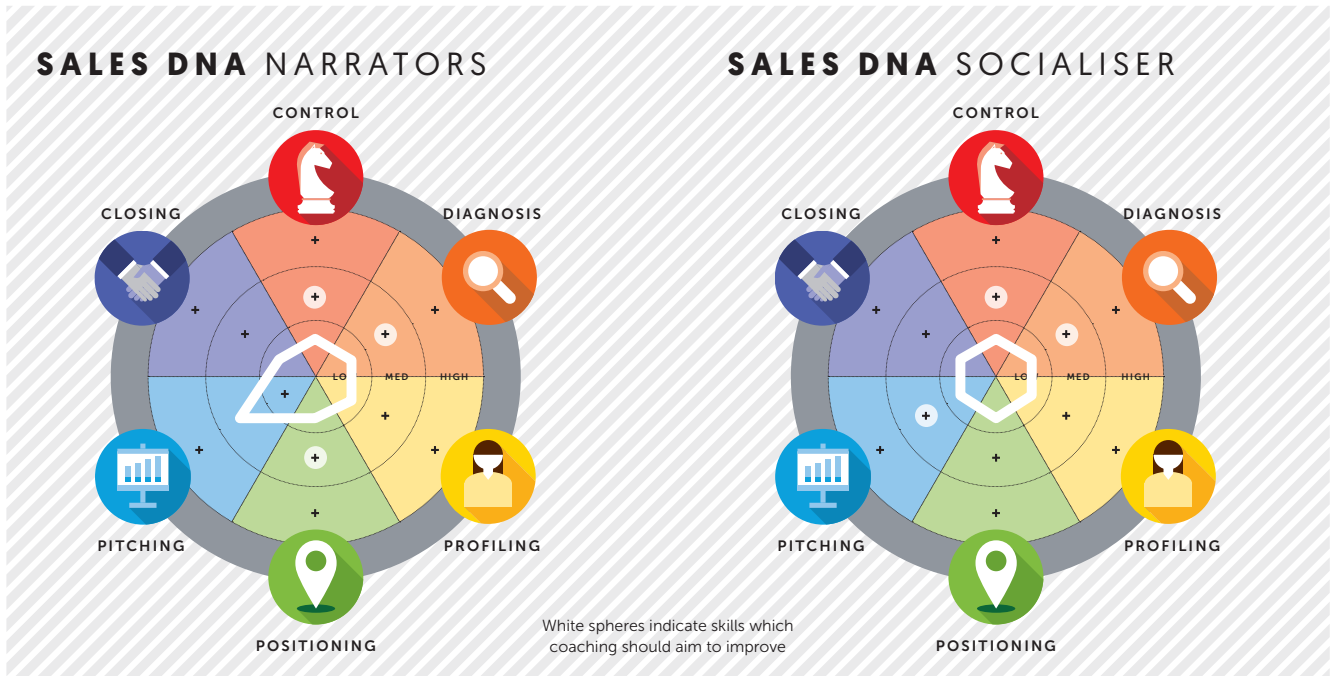 SALES DNA NARRATORS
CONTROL
CLOSING
DIAGNOSIS
+
+
+
+
+
+
LO
MED
HIGH
+
+
+
+
+
+
PITCHING
PROFILING
POSITIONING
SALES DNA SOCIALISER
CONTROL
CLOSING
DIAGNOSIS
+
+
+
+
+
+
LO
MED
HIGH
+
+
+
+
+
+
PITCHING
PROFILING
POSITIONING
White spheres indicate skills which
coaching should aim to improve